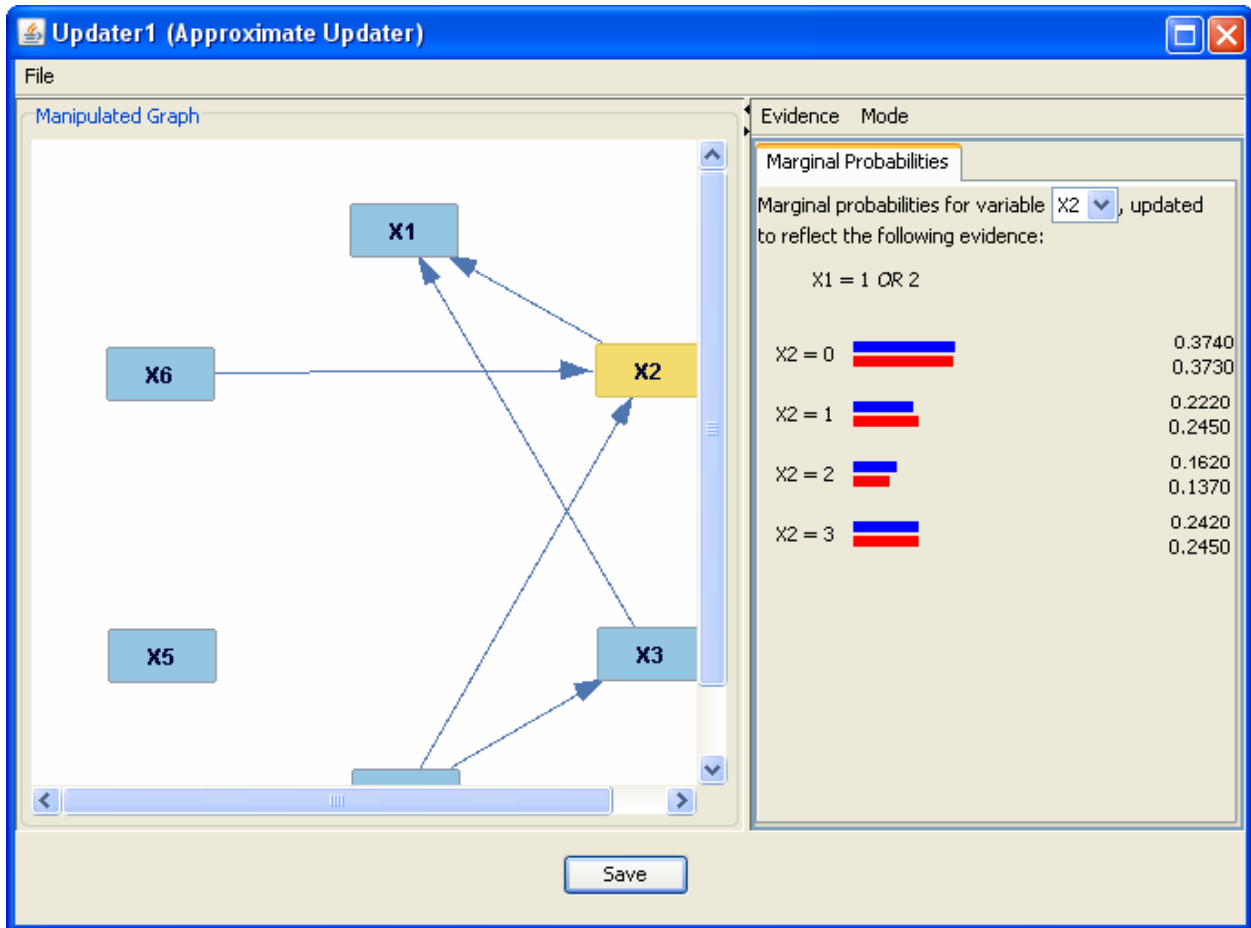 Updater1 (Approximate Updater)
File
Manipulated Graph
X1
X6
X2
X5
X3
Evidence Mode
Marginal Probabilities
Marginal probabilities for variable X2 , updated
to reflect the following evidence:
X1 = 1 OR 2
X2 = 0 0.3740
0.3730
X2 = 1 0.2220
0.2450
X2 = 2 0.1620
0.1370
X2 = 3 0.2420
0.2450
Save